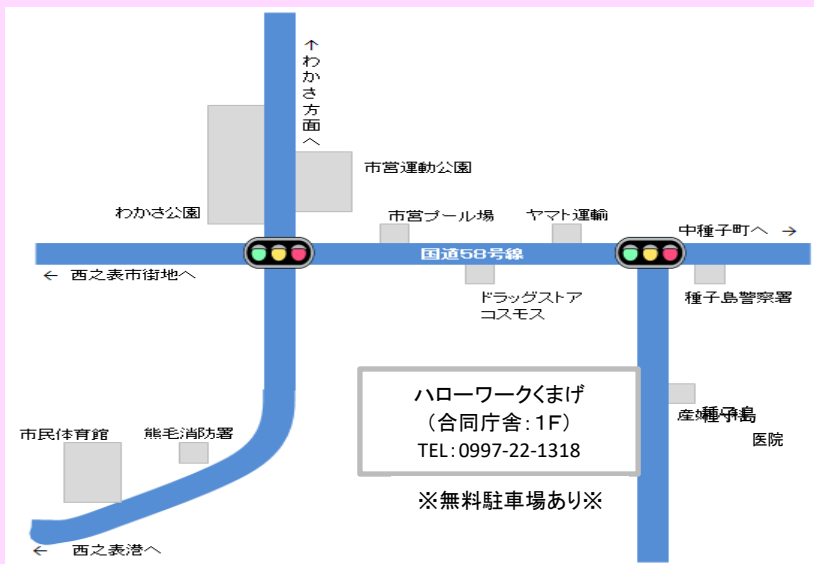 ↑わかさ方面へ
市営運動公園
わかさ公園
市営プール場
ヤマト運輸
中種子町へ →
国道58号線
← 西之表市街地へ
ドラッグストア
コスモス
種子島警察署
ハローワークくまげ
（合同庁舎：１Ｆ）
TEL：0997-22-1318
種子島
医院
市民体育館
熊毛消防署
※無料駐車場あり※
← 西之表港へ